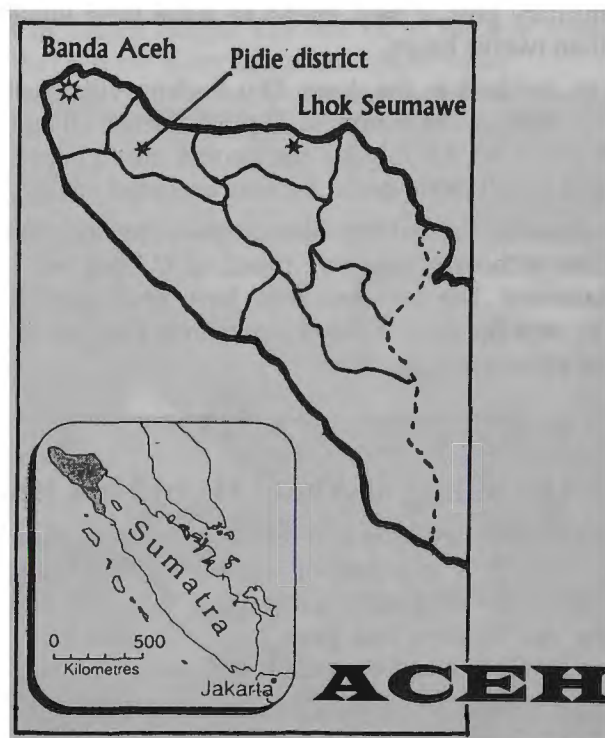 Banda Aceh
Pidie district
Lhok Seumawe
Sumatra
0 500
Kilometres
Jakarta
ACEH